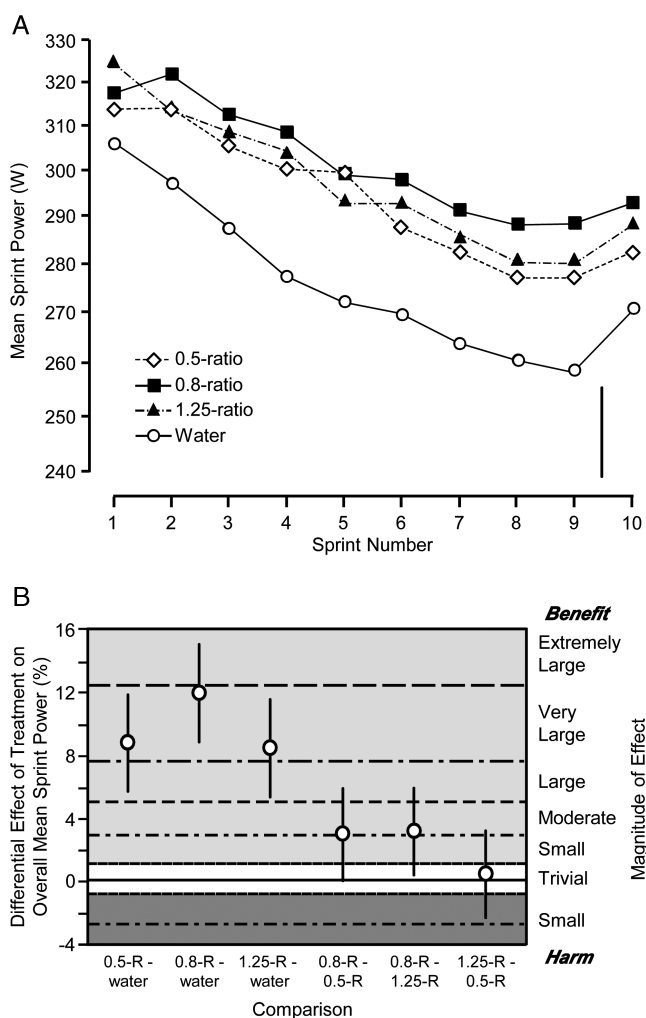 A
330
320
310
300
290
280
270
260
250
240
Mean Sprint Power (W)
0.5-ratio
0.8-ratio
1.25-ratio
Water
1 2 3 4 5 6 7 8 9 10
Sprint Number
B
Benefit
16
12
8
4
0
-4
Differential Effect of Treatment on
Overall Mean Sprint Power (%)
Extremely
Large
Very
Large
Large
Moderate
Small
Trivial
Small
Magnitude of Effect
Harm
0.5-R - 0.8-R - 1.25-R - 0.8-R - 0.8-R - 1.25-R -
water water water 0.5-R 1.25-R 0.5-R
Comparison